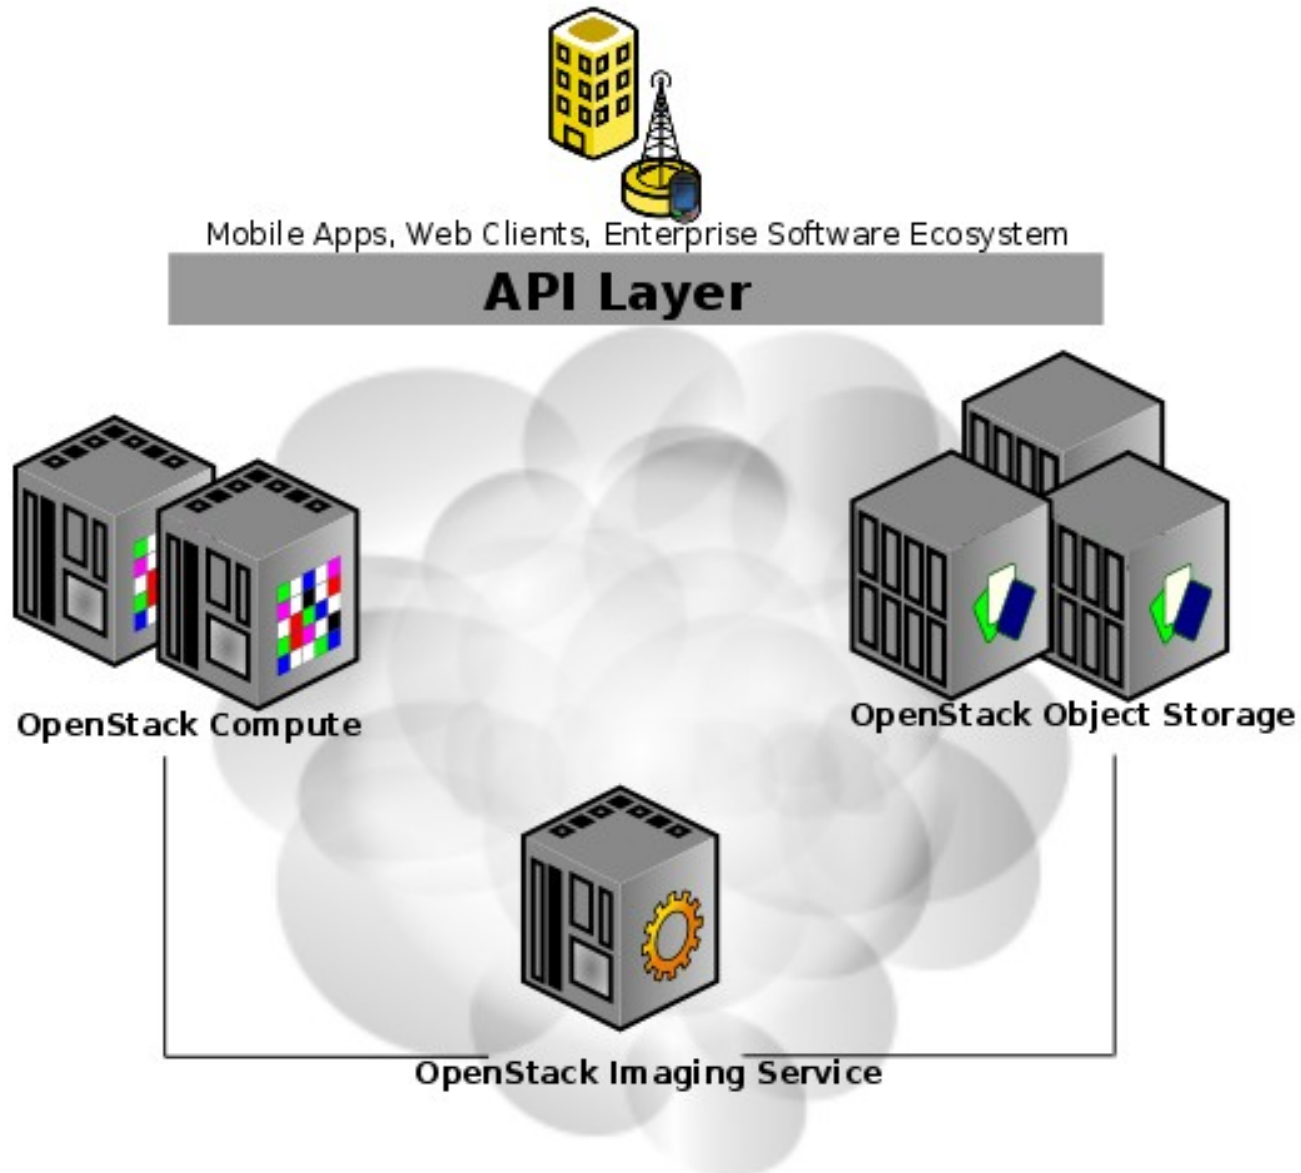 Mobile Apps, Web Clients, Enterprise Software Ecosystem
API Layer
OpenStack Compute
OpenStack Object Storage
OpenStack Imaging Service